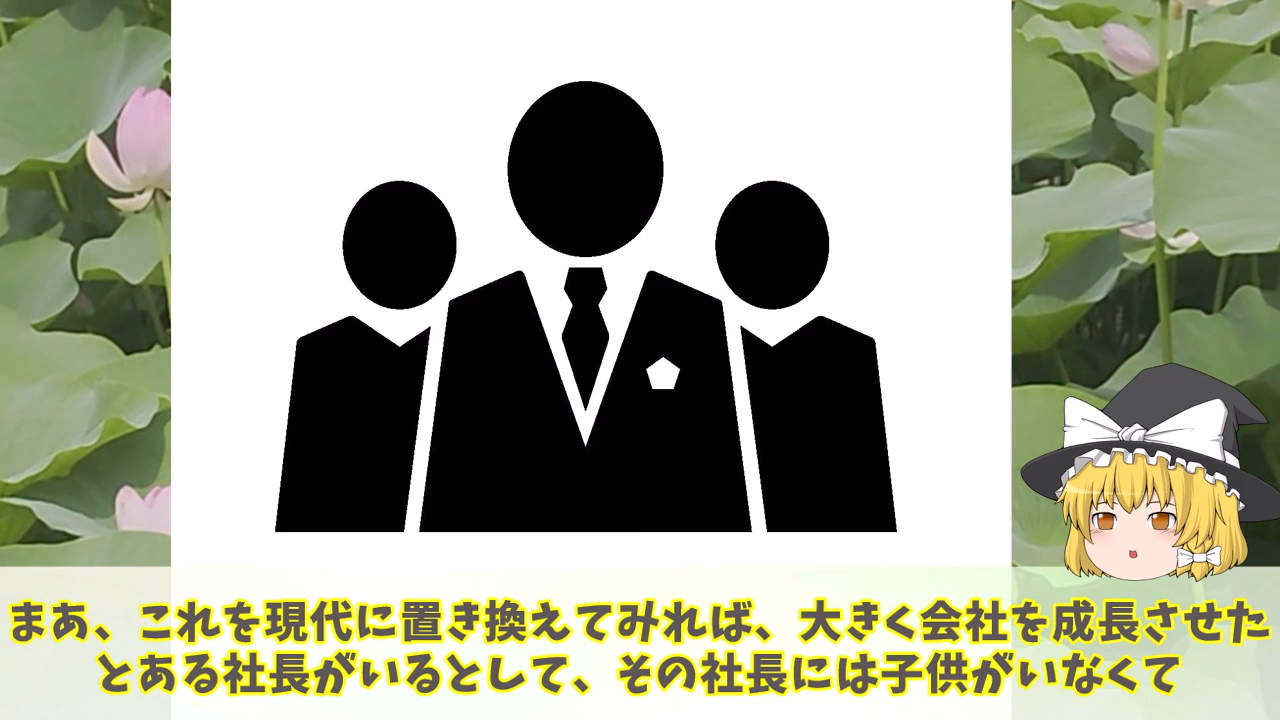 まあ、これを現代に置き換えてみれば、大きく会社を成長させた
とある社長がいるとして、その社長には子供がいなくて